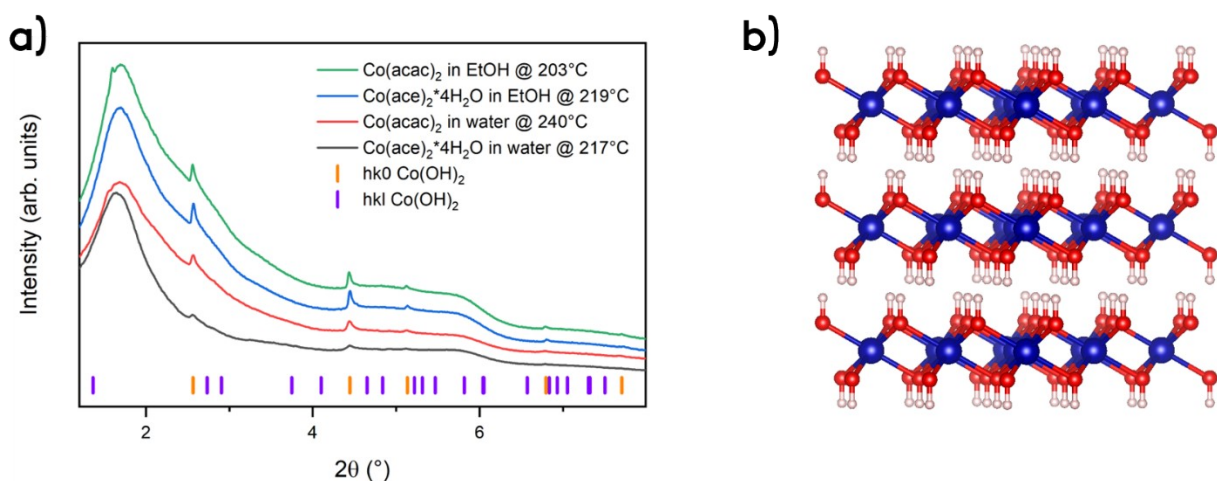 a)
b)
Co(acac)₂ in EtOH @ 203°C
Co(ace)₂*4H₂O in EtOH @ 219°C
Co(acac)₂ in water @ 240°C
Co(ace)₂*4H₂O in water @ 217°C
hk0 Co(OH)₂
hkl Co(OH)₂
Intensity (arb. units)
2 4 6
2θ (°)